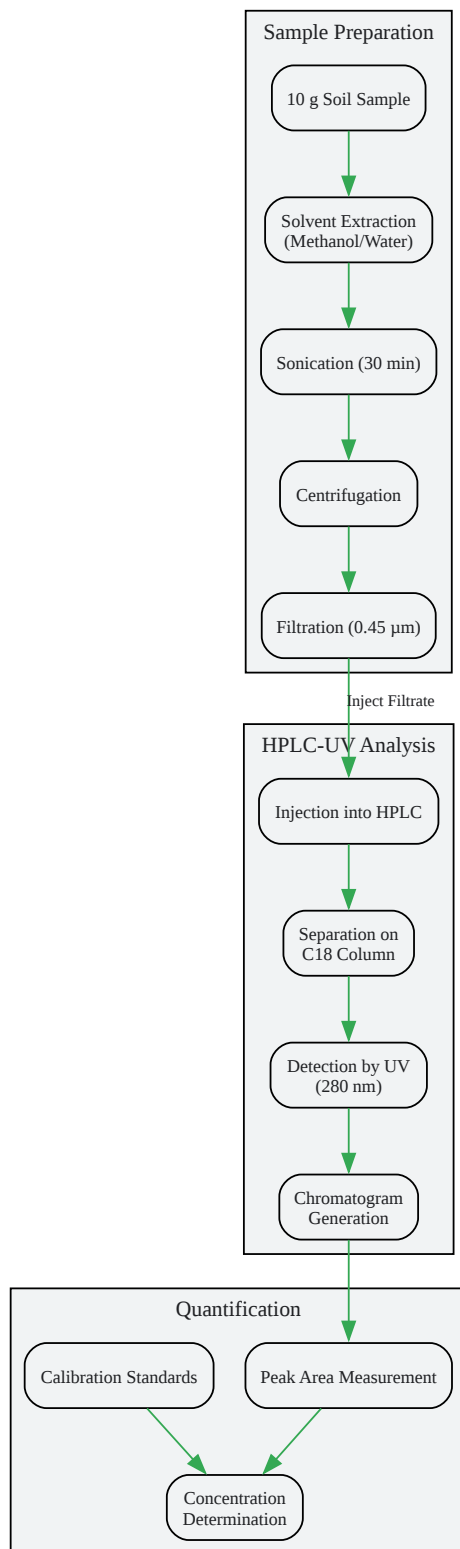 Sample Preparation
10 g Soil Sample
Solvent Extraction
(Methanol/Water)
Sonication (30 min)
Centrifugation
Filtration (0.45 µm)
Inject Filtrate
HPLC-UV Analysis
Injection into HPLC
Separation on
C18 Column
Detection by UV
(280 nm)
Chromatogram
Generation
Quantification
Calibration Standards
Peak Area Measurement
Concentration
Determination